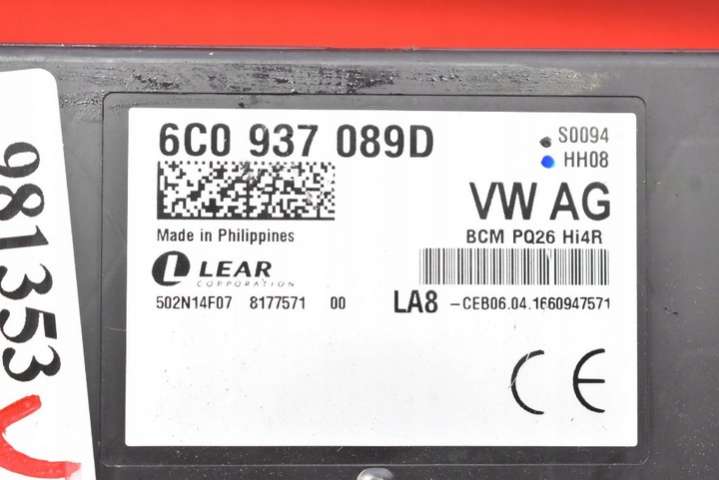 6C0 937 089D
S0094
HH08
VW AG
Made in Philippines
BCM PQ26 Hi4R
LEAR
CORPORATION
502N14F07 8177571 00
LA8 -CEB06.04.1660947571
CE
981353